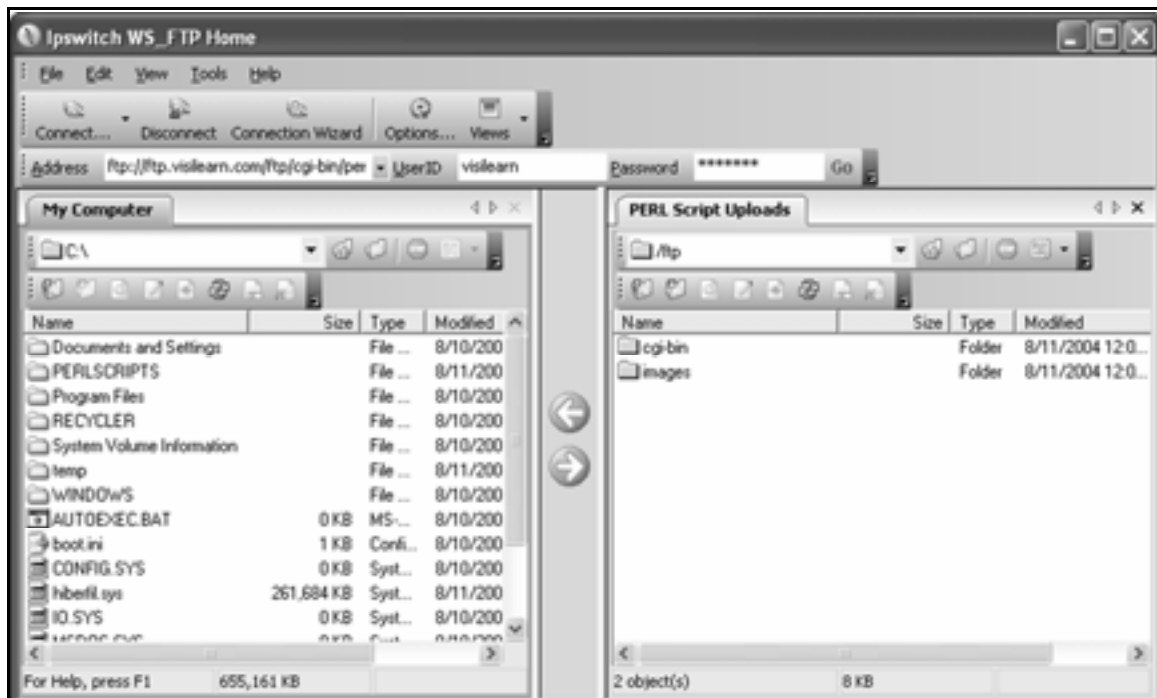 Ipswitch WS_FTP Home
File Edit View Tools Help
Connect... Disconnect Connection Wizard Options... Views
Address ftp://ftp.visilearn.com/ftp/cgi-bin/per UserID visilearn Password ******* Go
My Computer
C:\
Name Size Type Modified
Documents and Settings File ... 8/10/200
PERLSCRIPTS File ... 8/11/200
Program Files File ... 8/10/200
RECYCLER File ... 8/10/200
System Volume Information File ... 8/10/200
temp File ... 8/11/200
WINDOWS File ... 8/10/200
AUTOEXEC.BAT 0 KB MS-... 8/10/200
boot.ini 1 KB Confi... 8/10/200
CONFIG.SYS 0 KB Syst... 8/10/200
hiberfil.sys 261,684 KB Syst... 8/11/200
IO.SYS 0 KB Syst... 8/10/200
For Help, press F1 655,161 KB
PERL Script Uploads
/ftp
Name Size Type Modified
cgi-bin Folder 8/11/2004 12:0...
images Folder 8/11/2004 12:0...
2 object(s) 8 KB